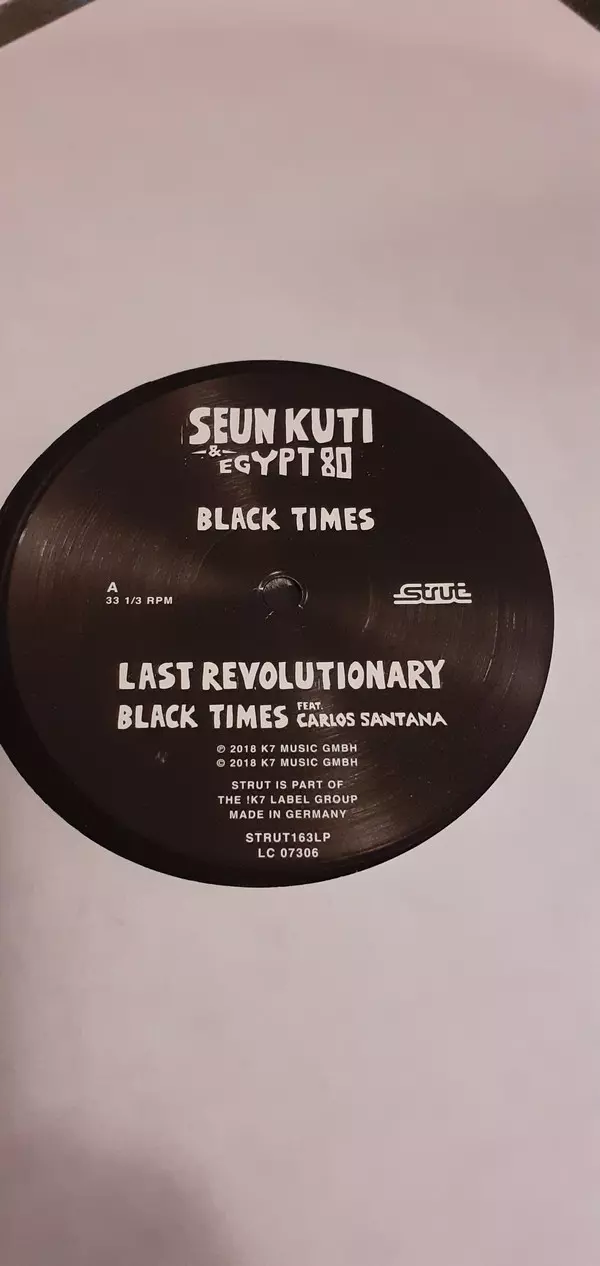 SEUN KUTI
& EGYPT 80
BLACK TIMES
A
33 1/3 RPM
Strut
LAST REVOLUTIONARY
BLACK TIMES FEAT. CARLOS SANTANA
℗ 2018 K7 MUSIC GMBH
© 2018 K7 MUSIC GMBH
STRUT IS PART OF
THE !K7 LABEL GROUP
MADE IN GERMANY
STRUT163LP
LC 07306